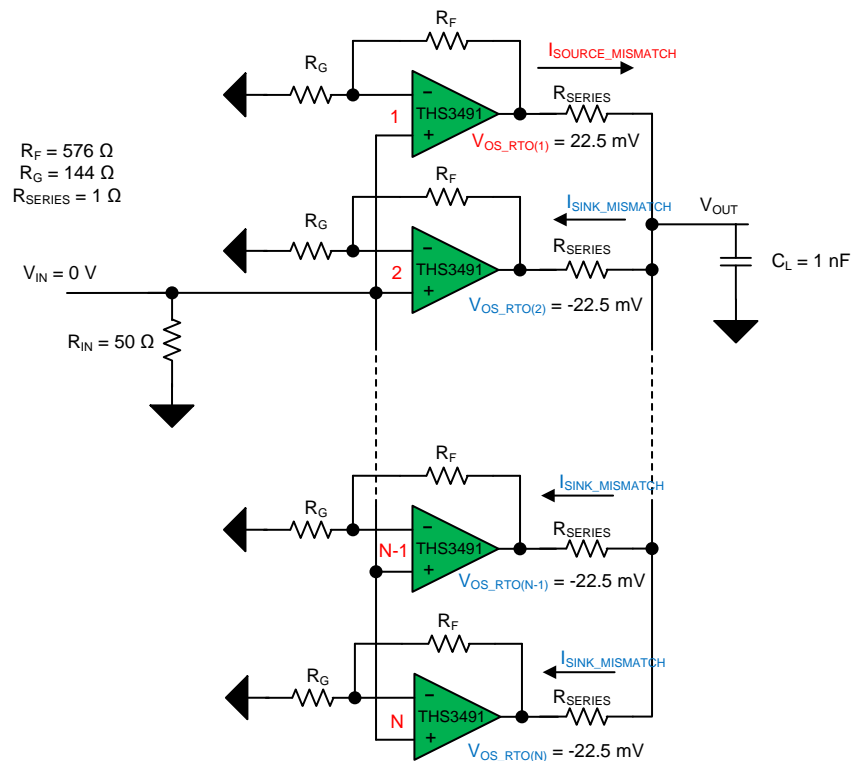 R_F
I_SOURCE_MISMATCH
R_G
−
THS3491
+
1
R_SERIES
V_OS_RTO(1) = 22.5 mV
R_F = 576 Ω
R_G = 144 Ω
R_SERIES = 1 Ω
R_F
I_SINK_MISMATCH
R_G
−
THS3491
+
2
R_SERIES
V_OS_RTO(2) = -22.5 mV
V_OUT
C_L = 1 nF
V_IN = 0 V
R_IN = 50 Ω
R_F
I_SINK_MISMATCH
R_G
−
THS3491
+
N-1
R_SERIES
V_OS_RTO(N-1) = -22.5 mV
R_F
I_SINK_MISMATCH
R_G
−
THS3491
+
N
R_SERIES
V_OS_RTO(N) = -22.5 mV